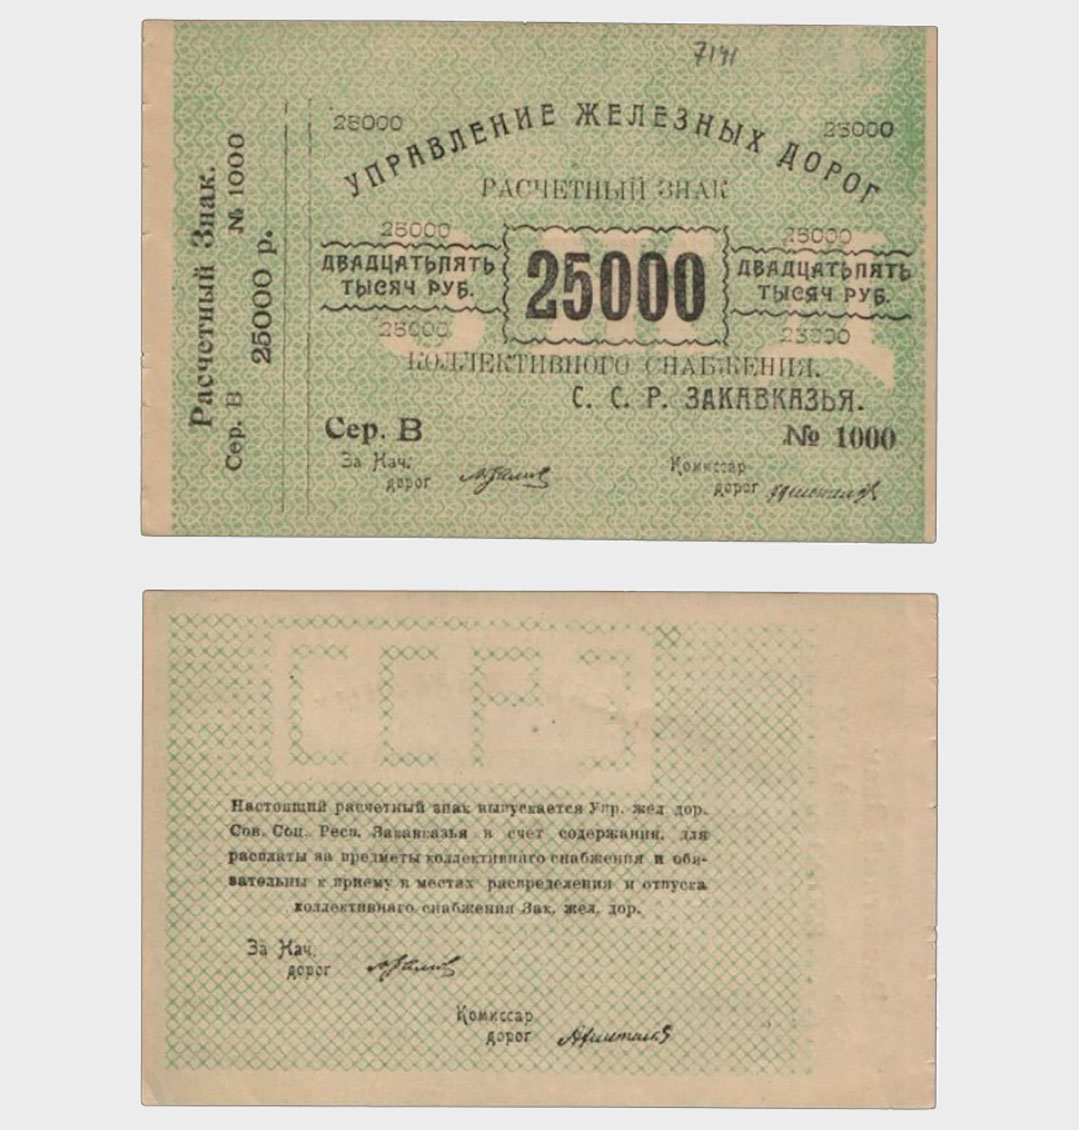 7141
Расчетный Знак.
Сер. В № 1000
25000 р.
УПРАВЛЕНИЕ ЖЕЛЕЗНЫХ ДОРОГ
25000 25000
РАСЧЕТНЫЙ ЗНАК
25000 25000
ДВАДЦАТЬПЯТЬ
ТЫСЯЧ РУБ.
25000
ДВАДЦАТЬПЯТЬ
ТЫСЯЧ РУБ.
25000 25000
КОЛЛЕКТИВНОГО СНАБЖЕНИЯ.
С. С. Р. ЗАКАВКАЗЬЯ.
Сер. В № 1000
За Нач.
дорог
Комиссар
дорог
ССРЗ
Настоящий расчетный знак выпускается Упр. жел дор.
Сов. Соц. Респ. Закавказья в счет содержания, для
расплаты за предметы коллективнаго снабжения и обя-
зательны к приему в местах распределения и отпуска
коллективнаго снабжения Зак. жел. дор.
За Нач.
дорог
Комиссар
дорог